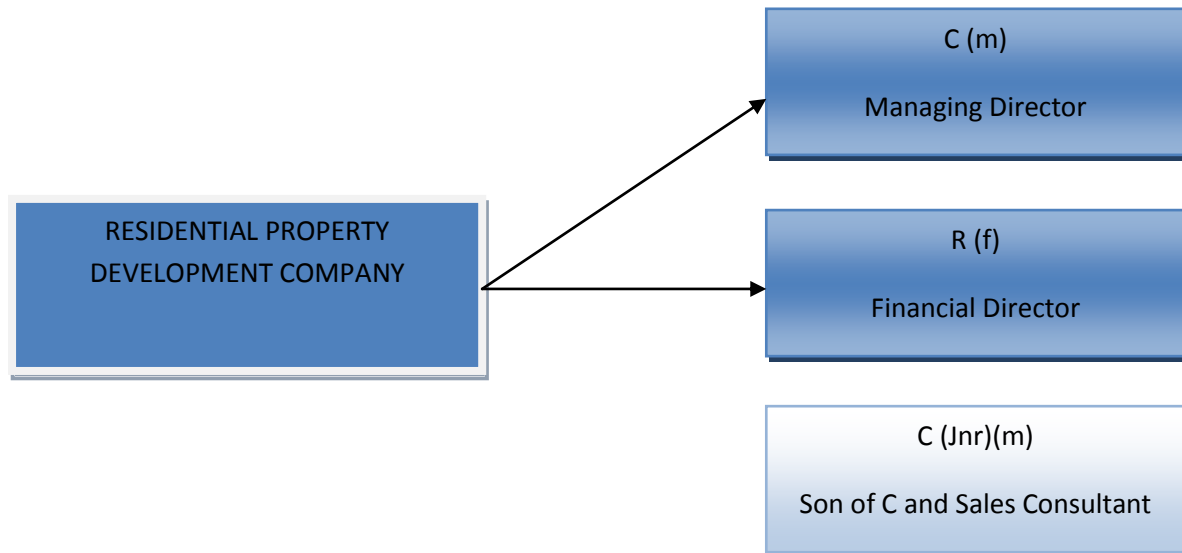 C (m)
Managing Director
RESIDENTIAL PROPERTY
DEVELOPMENT COMPANY
R (f)
Financial Director
C (Jnr)(m)
Son of C and Sales Consultant